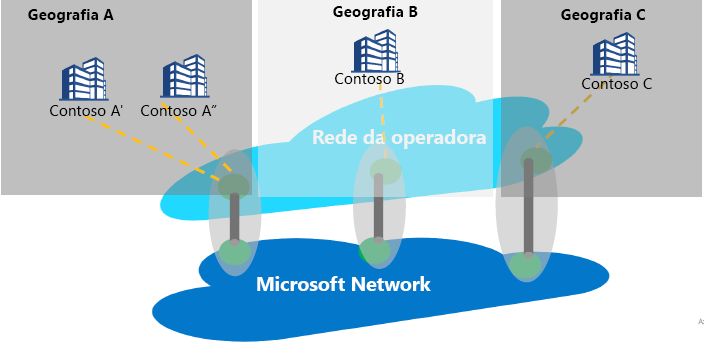 Geografia A
Geografia B
Geografia C
Contoso A'
Contoso A”
Contoso B
Contoso C
Rede da operadora
Microsoft Network